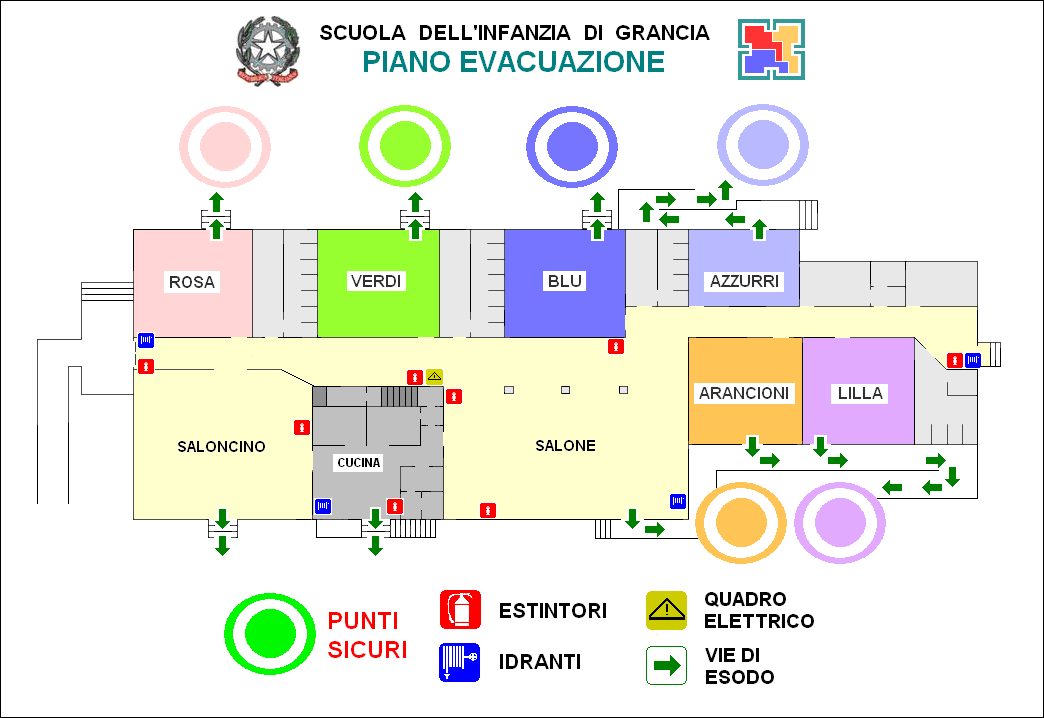 SCUOLA DELL'INFANZIA DI GRANCIA
PIANO EVACUAZIONE
ROSA
VERDI
BLU
AZZURRI
ARANCIONI
LILLA
SALONCINO
CUCINA
SALONE
PUNTI
SICURI
ESTINTORI
IDRANTI
QUADRO
ELETTRICO
VIE DI
ESODO